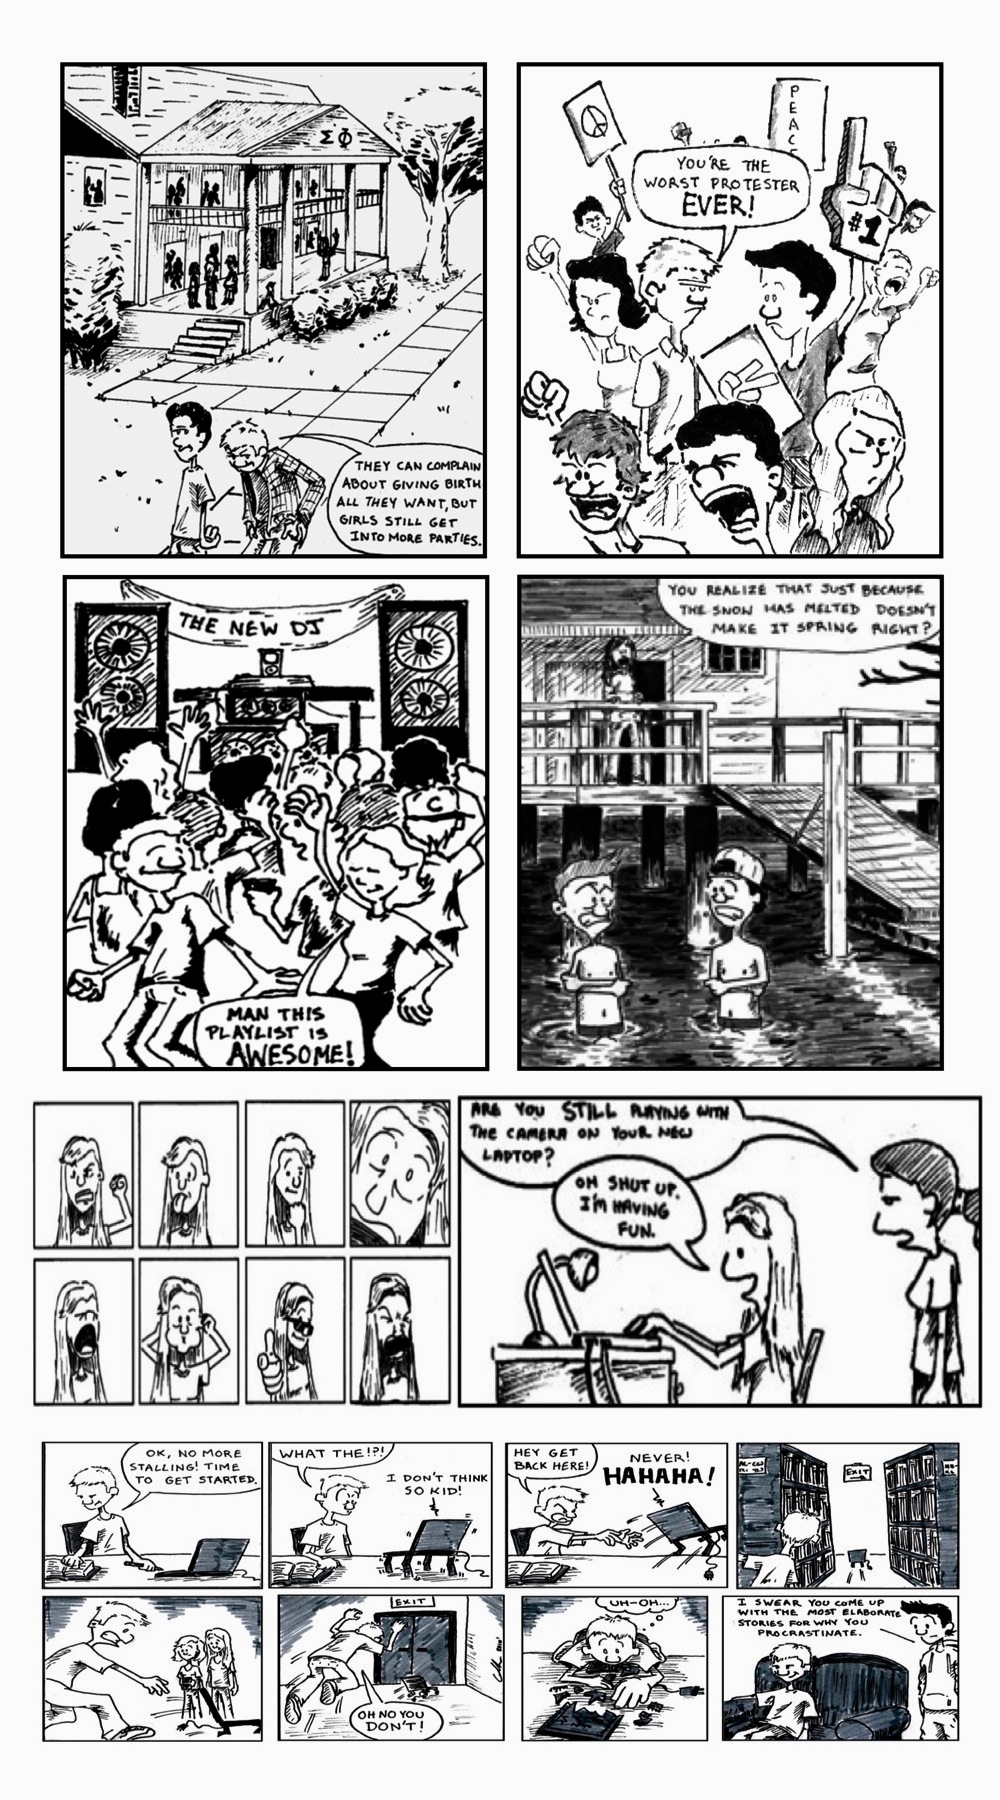 ΣΦ
THEY CAN COMPLAIN
ABOUT GIVING BIRTH
ALL THEY WANT, BUT
GIRLS STILL GET
INTO MORE PARTIES.
PEACE
YOU'RE THE
WORST PROTESTER
EVER!
#1
THE NEW DJ
C
MAN THIS
PLAYLIST IS
AWESOME!
YOU REALIZE THAT JUST BECAUSE
THE SNOW HAS MELTED DOESN'T
MAKE IT SPRING RIGHT?
ARE YOU STILL PLAYING WITH
THE CAMERA ON YOUR NEW
LAPTOP?
OH SHUT UP.
I'M HAVING
FUN.
OK, NO MORE
STALLING! TIME
TO GET STARTED.
WHAT THE!?!
I DON'T THINK
SO KID!
HEY GET
BACK HERE!
NEVER!
HAHAHA!
EXIT
EXIT
OH NO YOU
DON'T!
UH-OH...
I SWEAR YOU COME UP
WITH THE MOST ELABORATE
STORIES FOR WHY YOU
PROCRASTINATE.